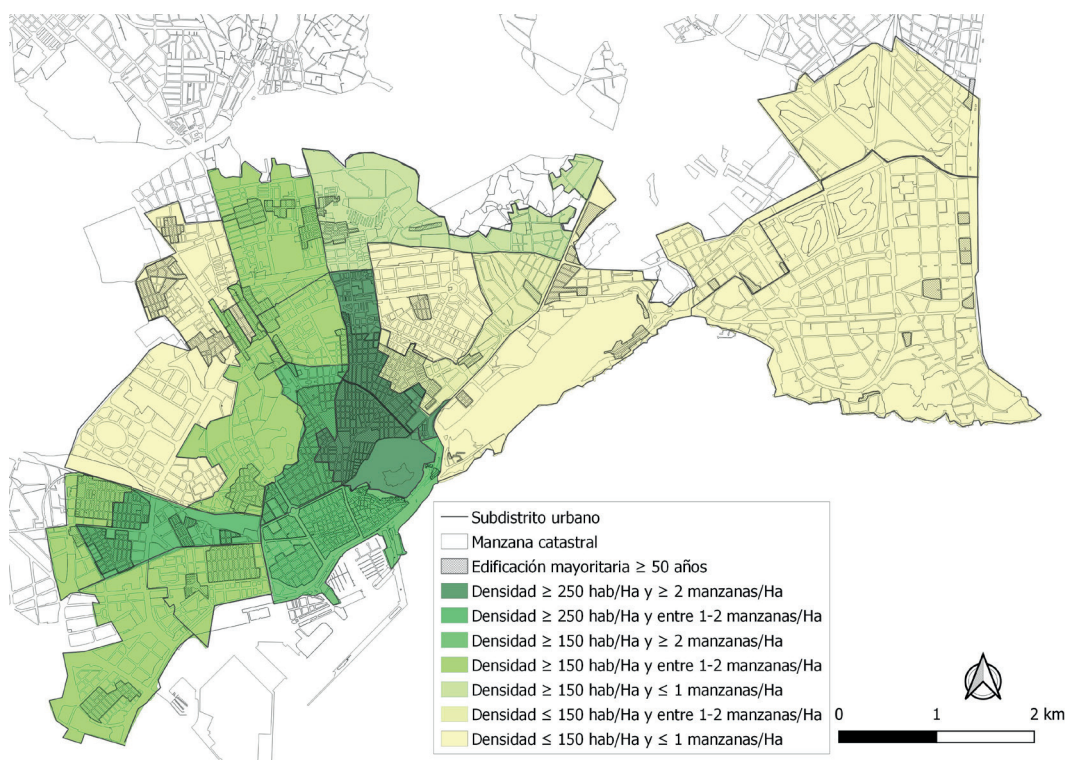 Subdistrito urbano
Manzana catastral
Edificación mayoritaria ≥ 50 años
Densidad ≥ 250 hab/Ha y ≥ 2 manzanas/Ha
Densidad ≥ 250 hab/Ha y entre 1-2 manzanas/Ha
Densidad ≥ 150 hab/Ha y ≥ 2 manzanas/Ha
Densidad ≥ 150 hab/Ha y entre 1-2 manzanas/Ha
Densidad ≥ 150 hab/Ha y ≤ 1 manzanas/Ha
Densidad ≤ 150 hab/Ha y entre 1-2 manzanas/Ha
Densidad ≤ 150 hab/Ha y ≤ 1 manzanas/Ha
0 1 2 km